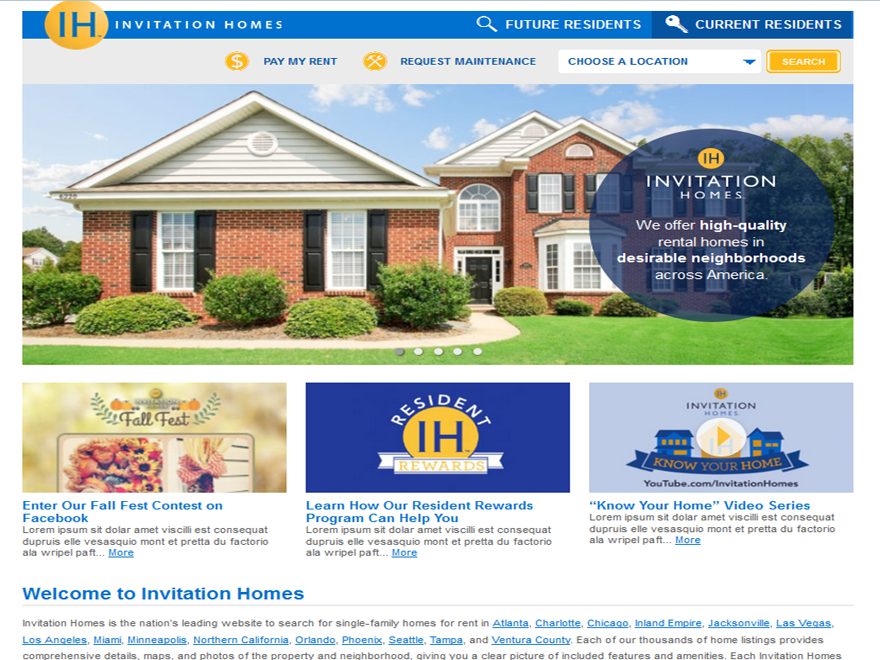 IH INVITATION HOMES FUTURE RESIDENTS CURRENT RESIDENTS
$ PAY MY RENT REQUEST MAINTENANCE CHOOSE A LOCATION SEARCH
IH
INVITATION
HOMES
We offer high-quality
rental homes in
desirable neighborhoods
across America.
INVITATION
HOMES
Fall Fest
RESIDENT
IH
REWARDS
INVITATION
HOMES
KNOW YOUR HOME
YouTube.com/InvitationHomes
Enter Our Fall Fest Contest on
Facebook
Lorem ipsum sit dolar amet viscilli est consequat
dupruis elle vesasquio mont et pretta du factorio
ala wripel paft... More
Learn How Our Resident Rewards
Program Can Help You
Lorem ipsum sit dolar amet viscilli est consequat
dupruis elle vesasquio mont et pretta du factorio
ala wripel paft... More
“Know Your Home” Video Series
Lorem ipsum sit dolar amet viscilli est consequat
dupruis elle vesasquio mont et pretta du factorio
ala wripel paft... More
Welcome to Invitation Homes
Invitation Homes is the nation's leading website to search for single-family homes for rent in Atlanta, Charlotte, Chicago, Inland Empire, Jacksonville, Las Vegas,
Los Angeles, Miami, Minneapolis, Northern California, Orlando, Phoenix, Seattle, Tampa, and Ventura County. Each of our thousands of home listings provides
comprehensive details, maps, and photos of the property and neighborhood, giving you a clear picture of included features and amenities. Each Invitation Homes